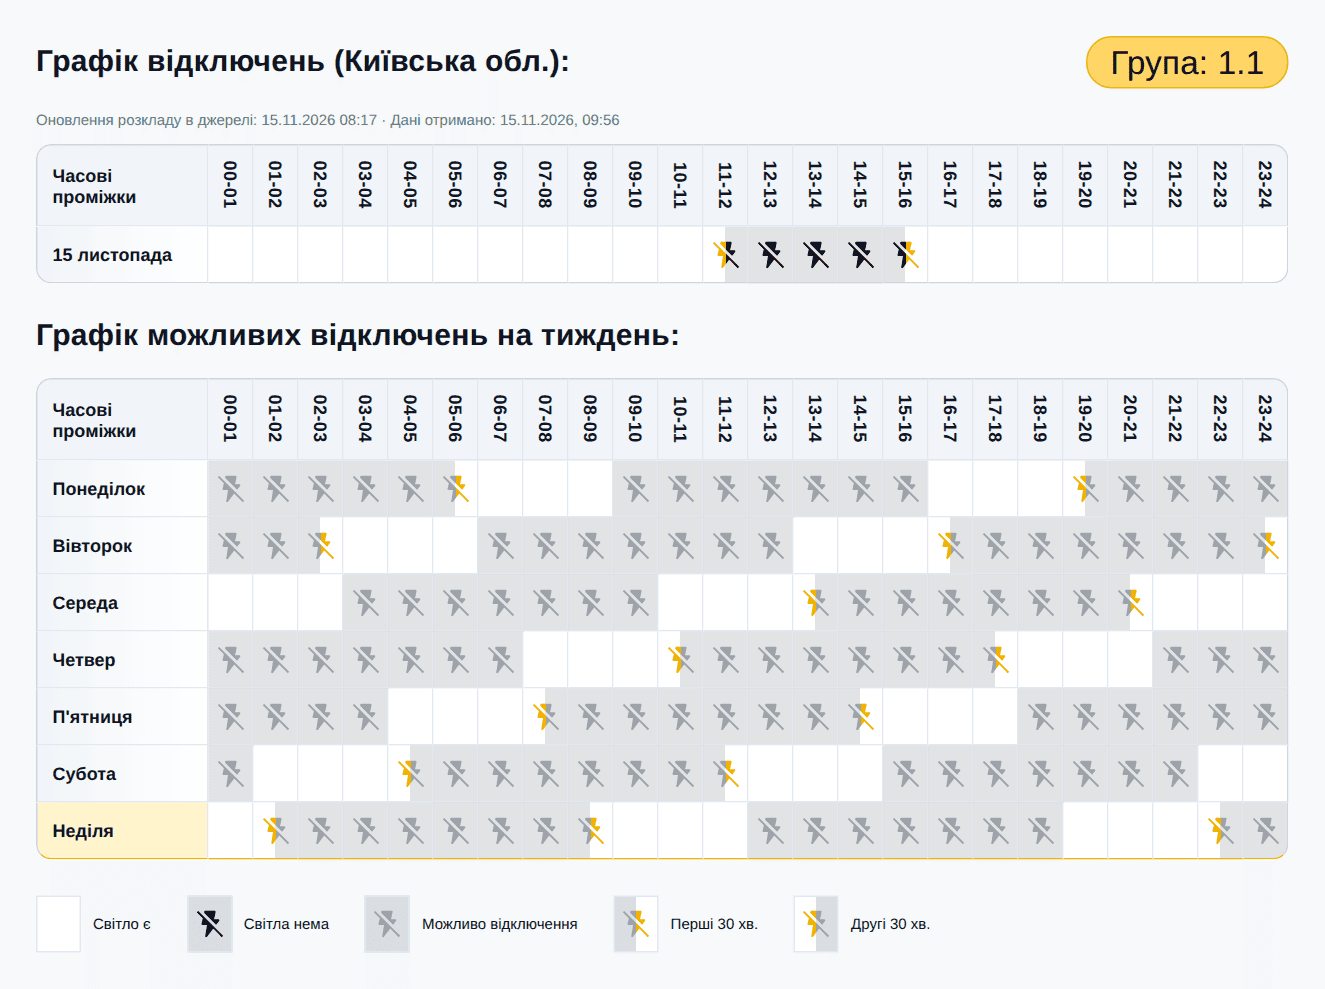 Графік відключень (Київська обл.):
Група: 1.1
Оновлення розкладу в джерелі: 15.11.2026 08:17 · Дані отримано: 15.11.2026, 09:56
Часові проміжки
00-01 01-02 02-03 03-04 04-05 05-06 06-07 07-08 08-09 09-10 10-11 11-12 12-13 13-14 14-15 15-16 16-17 17-18 18-19 19-20 20-21 21-22 22-23 23-24
15 листопада
Графік можливих відключень на тиждень:
Часові проміжки
00-01 01-02 02-03 03-04 04-05 05-06 06-07 07-08 08-09 09-10 10-11 11-12 12-13 13-14 14-15 15-16 16-17 17-18 18-19 19-20 20-21 21-22 22-23 23-24
Понеділок
Вівторок
Середа
Четвер
П'ятниця
Субота
Неділя
Світло є
Світла нема
Можливо відключення
Перші 30 хв.
Другі 30 хв.